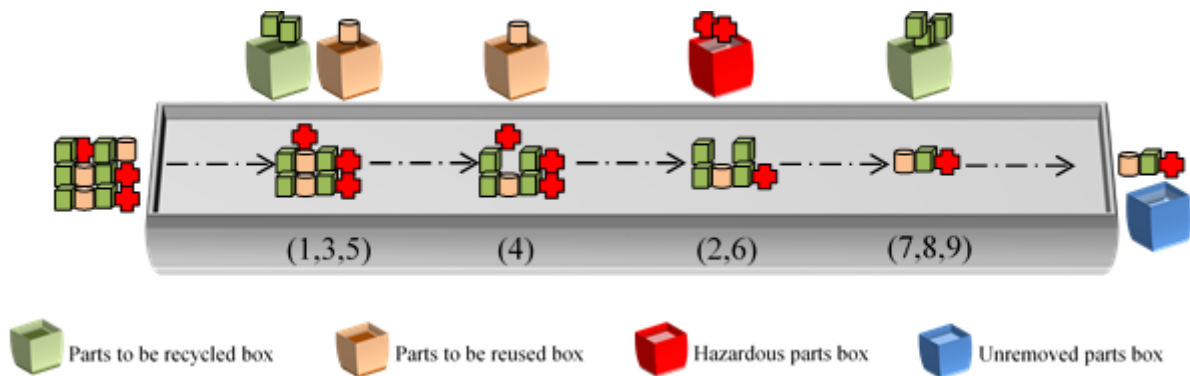 (1,3,5) (4) (2,6) (7,8,9)
Parts to be recycled box Parts to be reused box Hazardous parts box Unremoved parts box